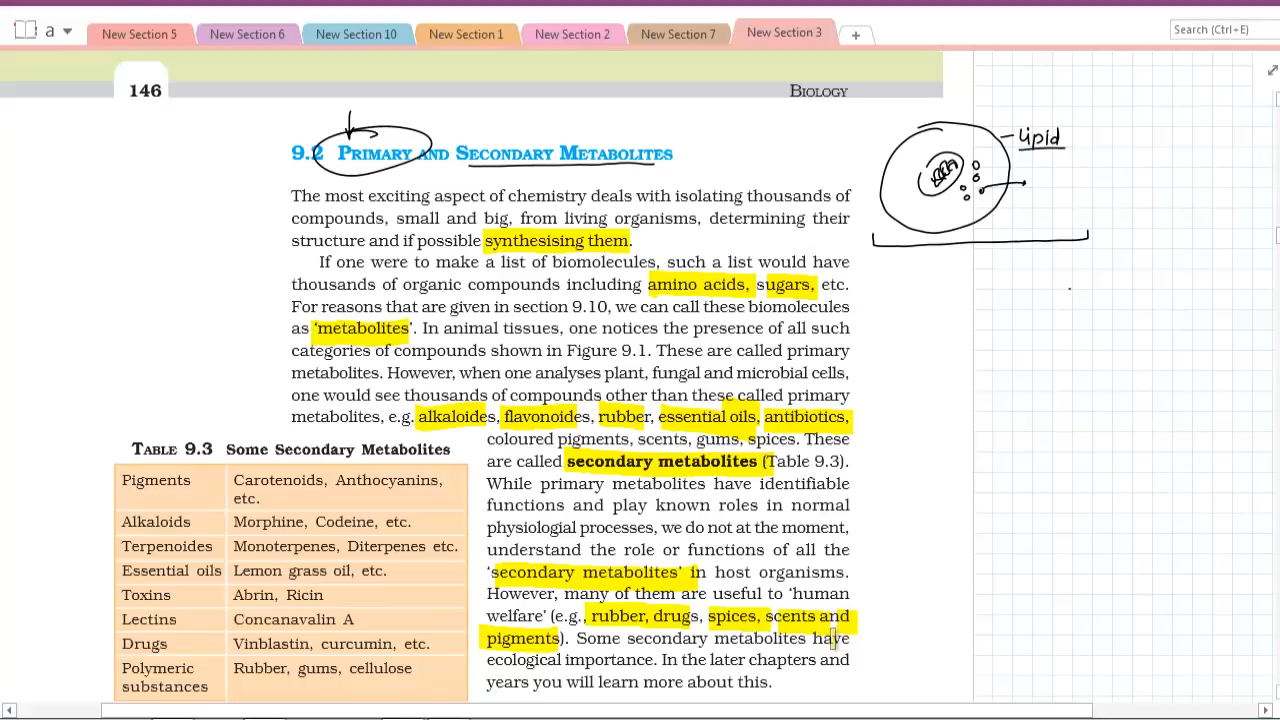 a
New Section 5
New Section 6
New Section 10
New Section 1
New Section 2
New Section 7
New Section 3
+
Search (Ctrl+E)
146
BIOLOGY
9.2 PRIMARY AND SECONDARY METABOLITES
Lipid
The most exciting aspect of chemistry deals with isolating thousands of
compounds, small and big, from living organisms, determining their
structure and if possible synthesising them.
If one were to make a list of biomolecules, such a list would have
thousands of organic compounds including amino acids, sugars, etc.
For reasons that are given in section 9.10, we can call these biomolecules
as ‘metabolites’. In animal tissues, one notices the presence of all such
categories of compounds shown in Figure 9.1. These are called primary
metabolites. However, when one analyses plant, fungal and microbial cells,
one would see thousands of compounds other than these called primary
metabolites, e.g. alkaloides, flavonoides, rubber, essential oils, antibiotics,
coloured pigments, scents, gums, spices. These
are called secondary metabolites (Table 9.3).
While primary metabolites have identifiable
functions and play known roles in normal
physiological processes, we do not at the moment,
understand the role or functions of all the
‘secondary metabolites’ in host organisms.
However, many of them are useful to ‘human
welfare’ (e.g., rubber, drugs, spices, scents and
pigments). Some secondary metabolites have
ecological importance. In the later chapters and
years you will learn more about this.
TABLE 9.3 Some Secondary Metabolites
Pigments Carotenoids, Anthocyanins,
etc.
Alkaloids Morphine, Codeine, etc.
Terpenoides Monoterpenes, Diterpenes etc.
Essential oils Lemon grass oil, etc.
Toxins Abrin, Ricin
Lectins Concanavalin A
Drugs Vinblastin, curcumin, etc.
Polymeric Rubber, gums, cellulose
substances